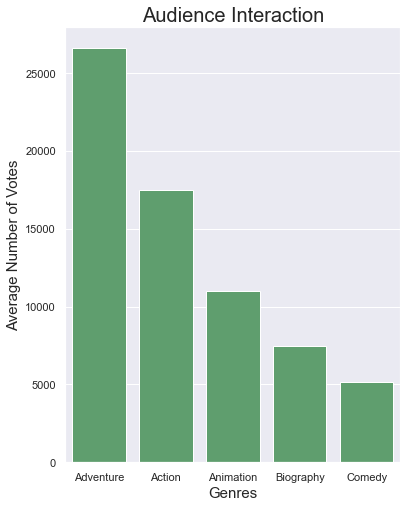 Audience Interaction
Average Number of Votes
25000
20000
15000
10000
5000
0
Adventure
Action
Animation
Biography
Comedy
Genres